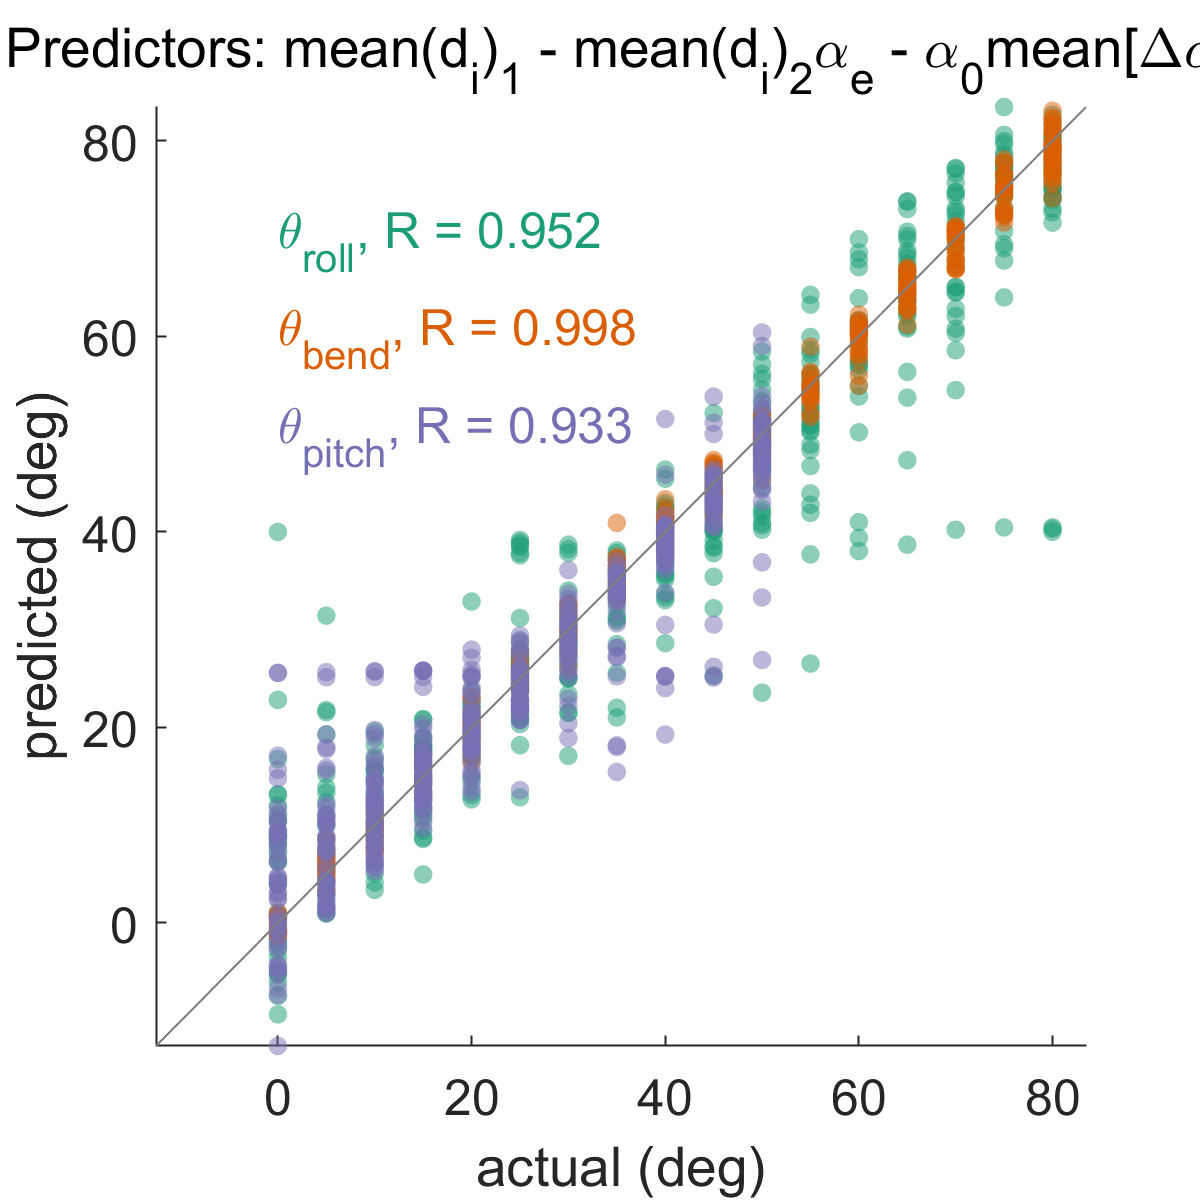 Predictors: mean(dᵢ)₁ - mean(dᵢ)₂αₑ - α₀mean[Δ
80
θroll, R = 0.952
60
θbend, R = 0.998
θpitch, R = 0.933
40
20
0
predicted (deg)
0 20 40 60 80
actual (deg)